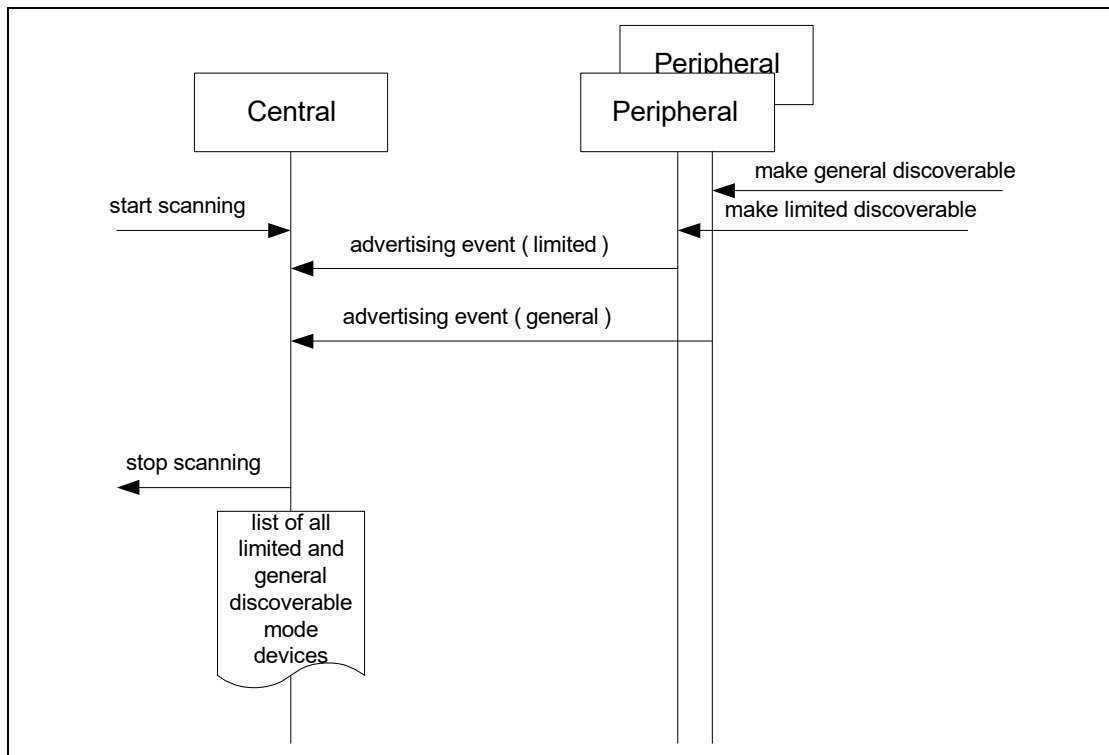 Peripheral
Central
Peripheral
make general discoverable
start scanning
make limited discoverable
advertising event ( limited )
advertising event ( general )
stop scanning
list of all
limited and
general
discoverable
mode
devices